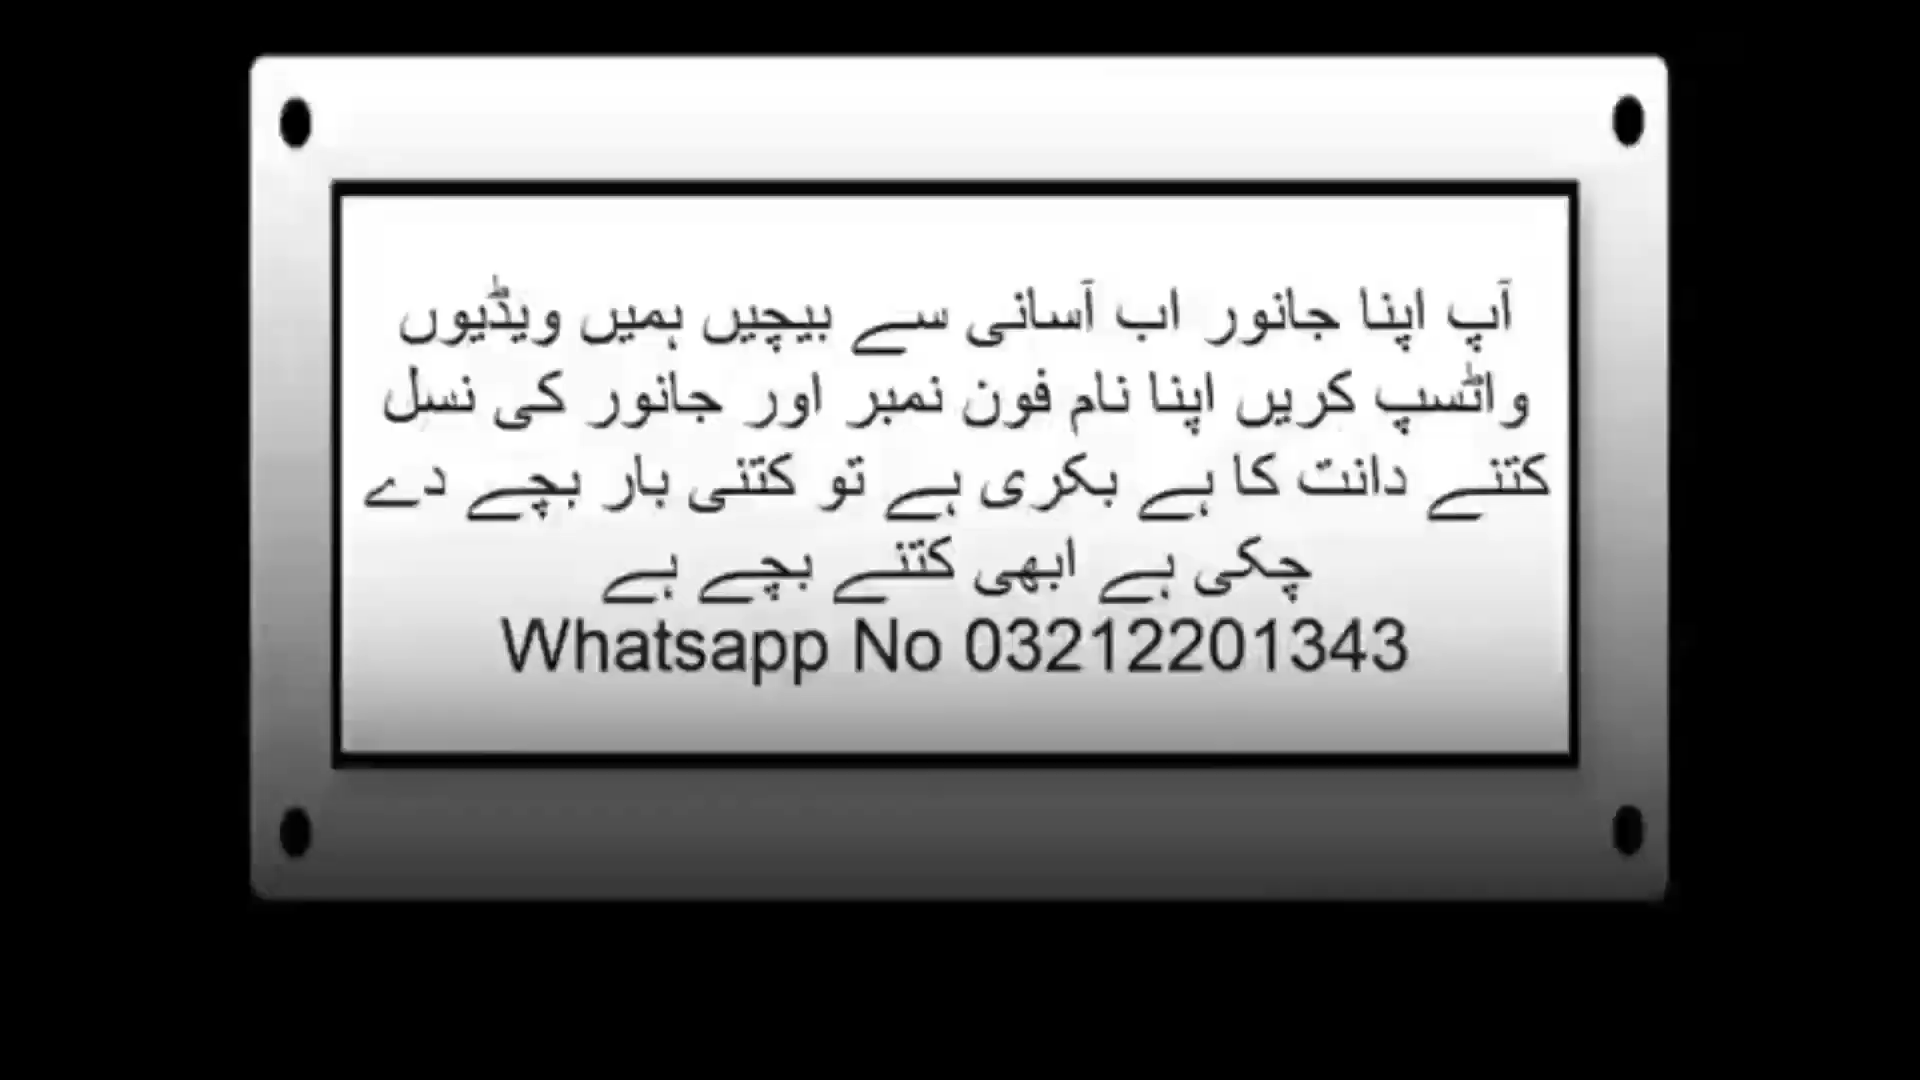 آپ اپنا جانور اب آسانی سے بیچیں ہمیں ویڈیوں
واٹسپ کریں اپنا نام فون نمبر اور جانور کی نسل
کتنے دانت کا ہے بکری ہے تو کتنی بار بچے دے
چکی ہے ابھی کتنے بچے ہے
Whatsapp No 03212201343